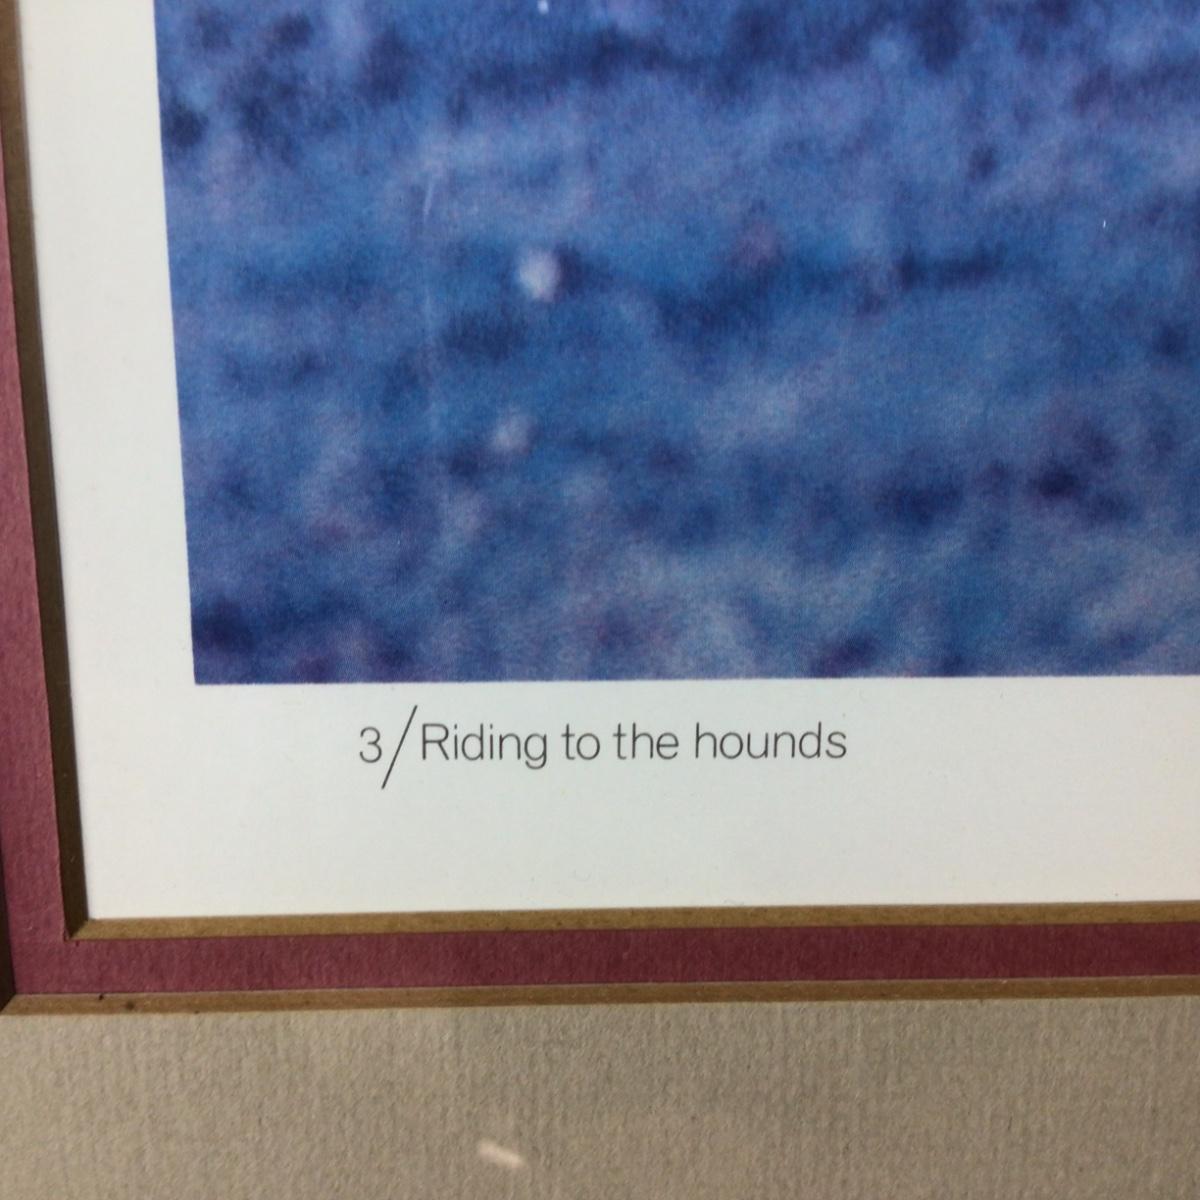 3/Riding to the hounds